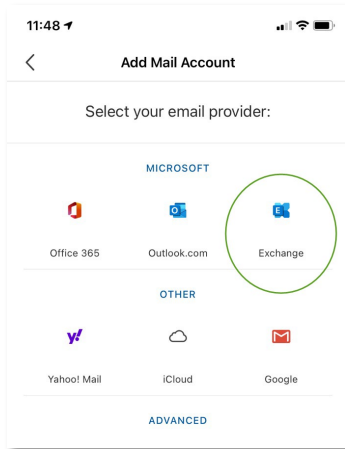 11:48
Add Mail Account
Select your email provider:
MICROSOFT
Office 365 Outlook.com Exchange
OTHER
Yahoo! Mail iCloud Google
ADVANCED